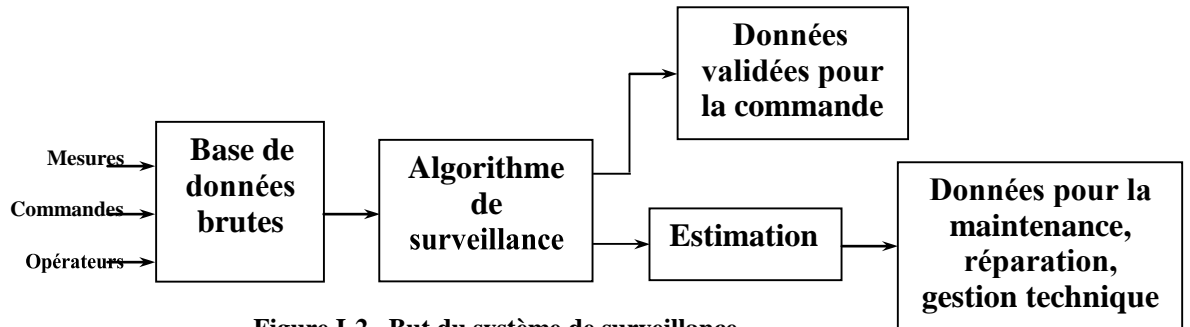 Mesures
Commandes
Opérateurs
Base de
données
brutes
Algorithme
de
surveillance
Données
validées pour
la commande
Estimation
Données pour la
maintenance,
réparation,
gestion technique
Figure I.2. But du système de surveillance